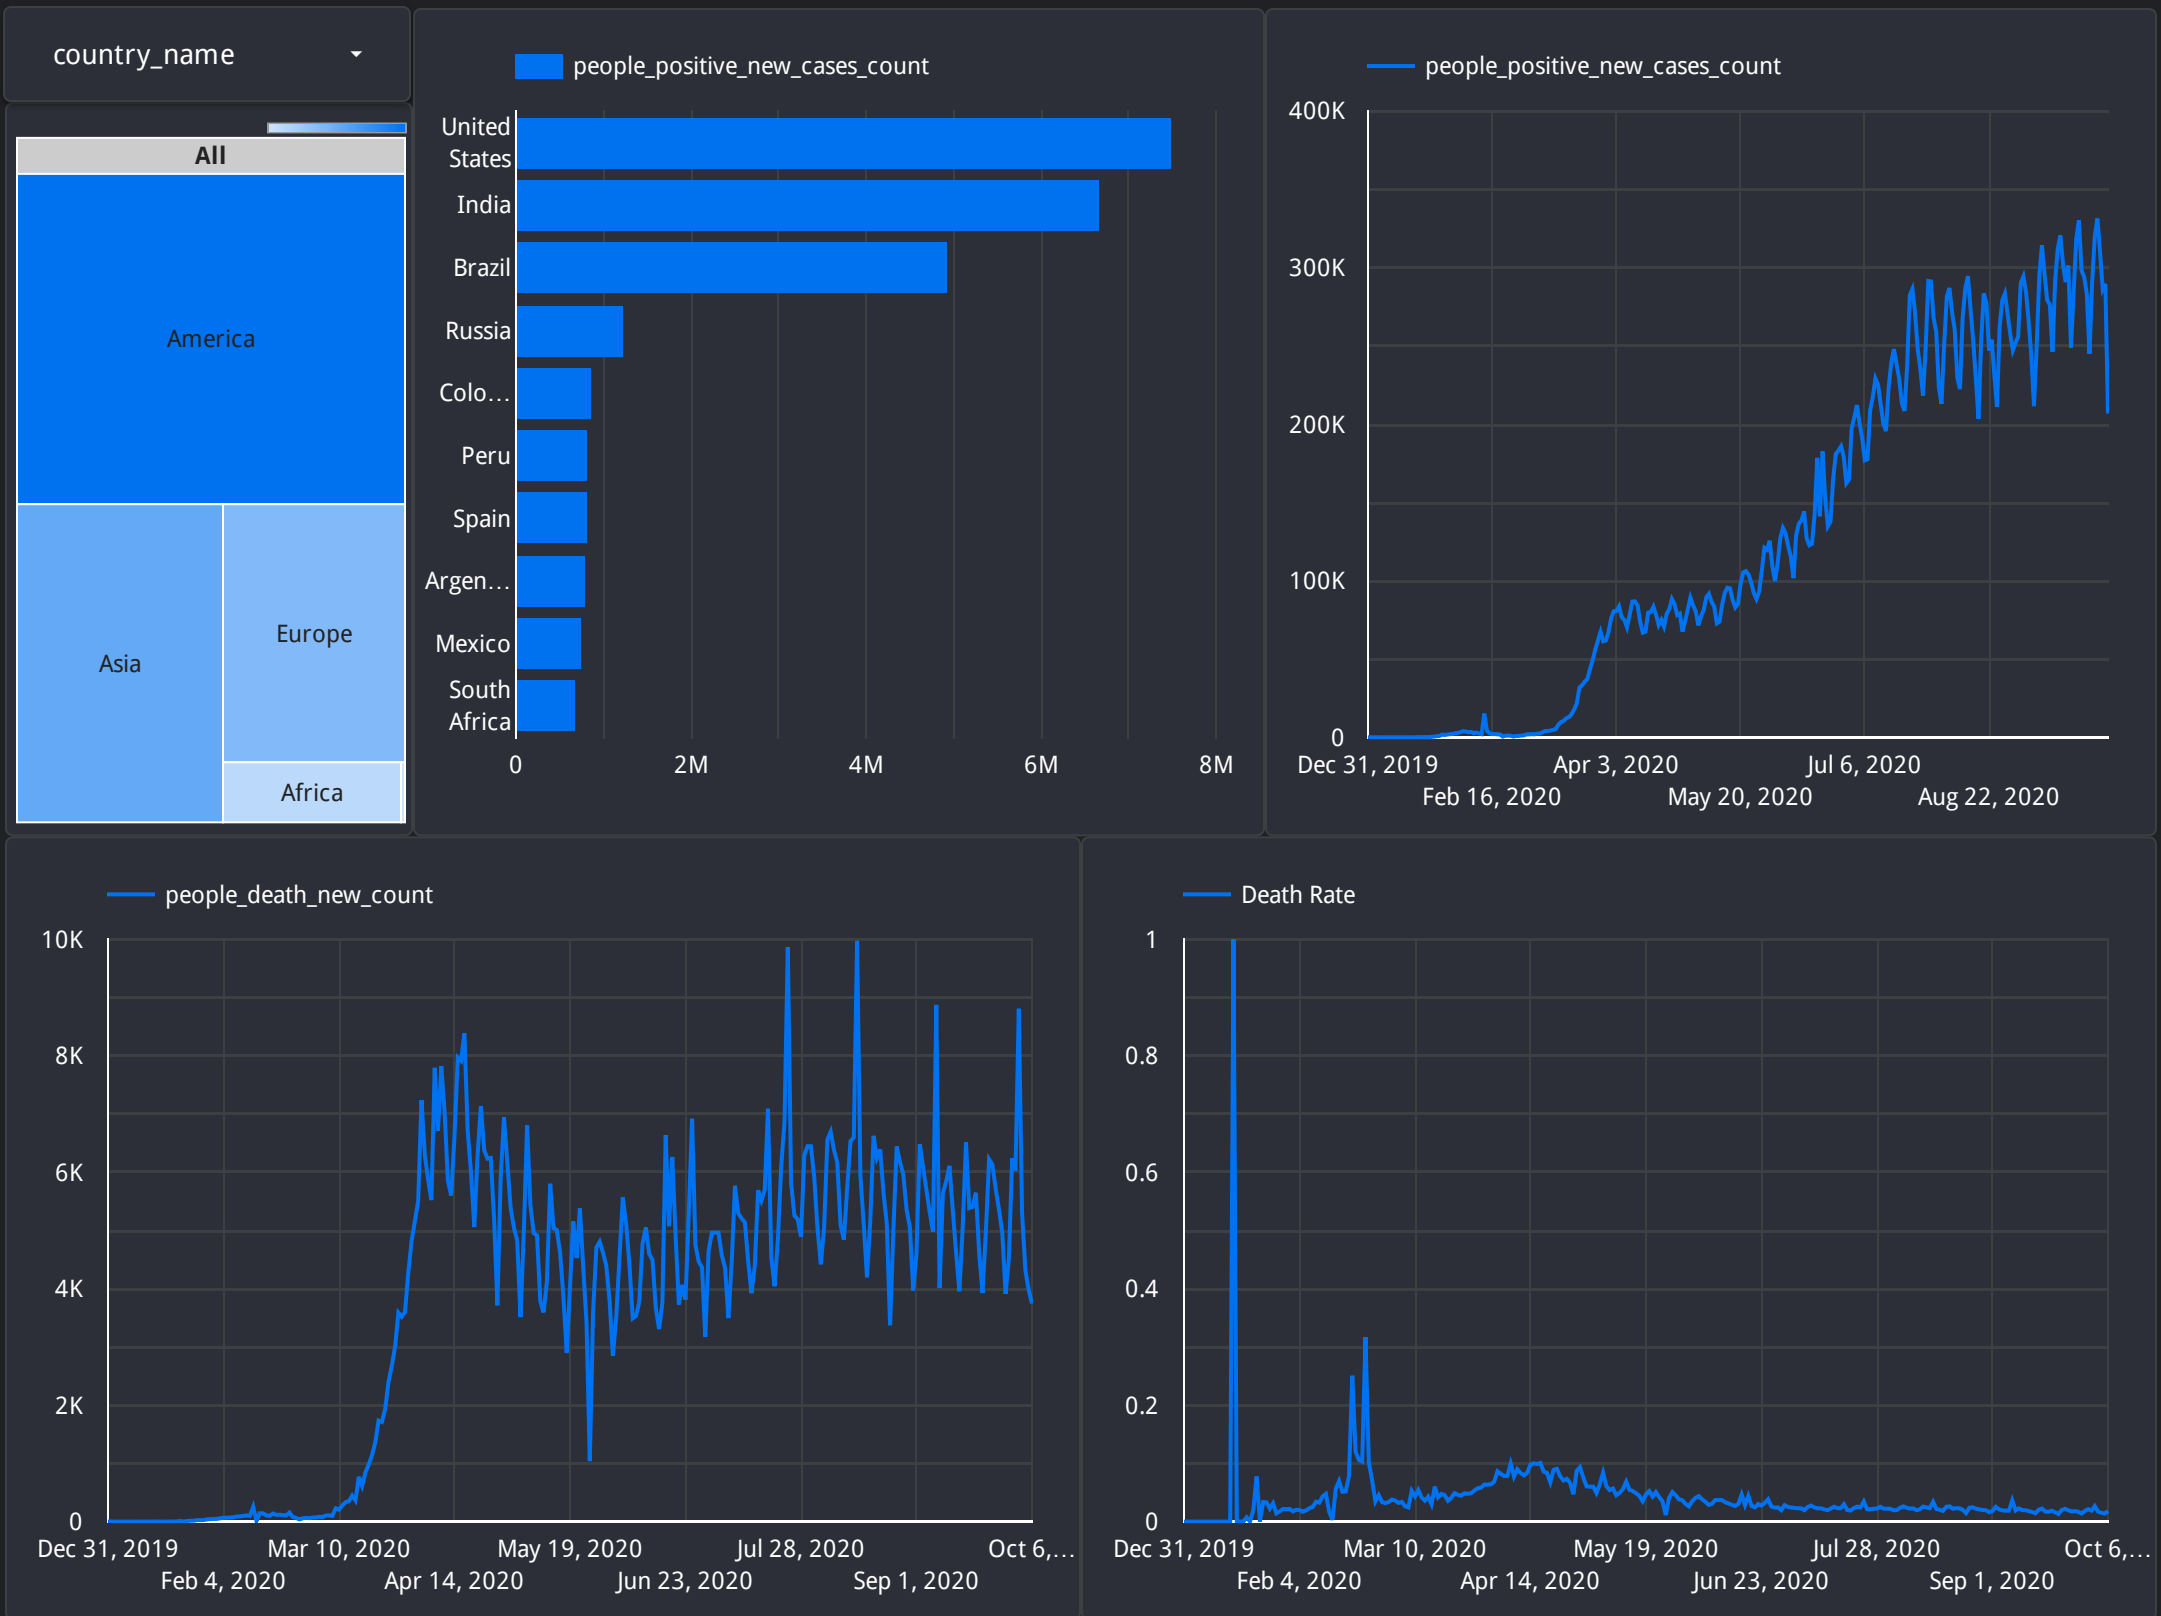 country_name
All
America
Asia
Europe
Africa
people_positive_new_cases_count
United
States
India
Brazil
Russia
Colo…
Peru
Spain
Argen…
Mexico
South
Africa
0 2M 4M 6M 8M
people_positive_new_cases_count
400K
300K
200K
100K
0
Dec 31, 2019 Apr 3, 2020 Jul 6, 2020
Feb 16, 2020 May 20, 2020 Aug 22, 2020
people_death_new_count
10K
8K
6K
4K
2K
0
Dec 31, 2019 Mar 10, 2020 May 19, 2020 Jul 28, 2020 Oct 6,…
Feb 4, 2020 Apr 14, 2020 Jun 23, 2020 Sep 1, 2020
Death Rate
1
0.8
0.6
0.4
0.2
0
Dec 31, 2019 Mar 10, 2020 May 19, 2020 Jul 28, 2020 Oct 6,…
Feb 4, 2020 Apr 14, 2020 Jun 23, 2020 Sep 1, 2020